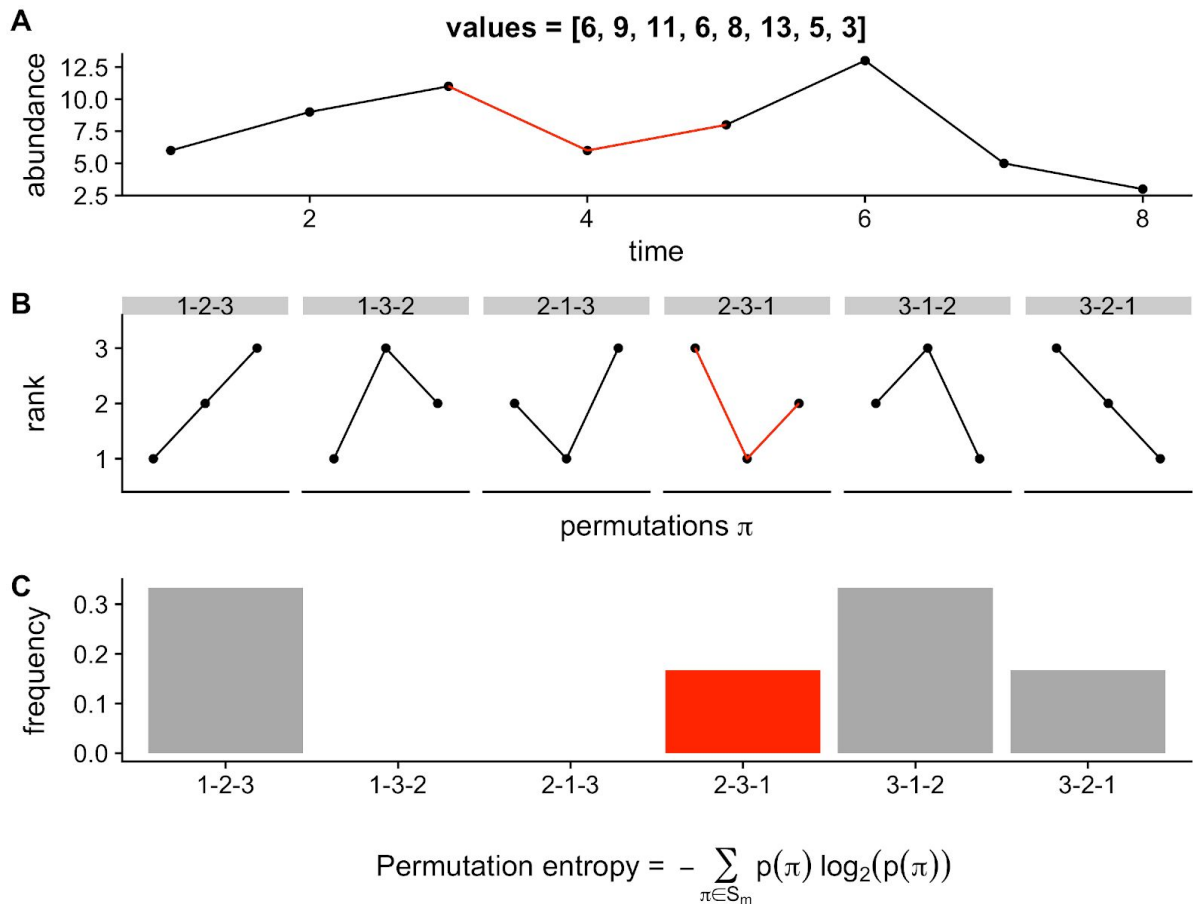 A
values = [6, 9, 11, 6, 8, 13, 5, 3]
abundance
12.5
10.0
7.5
5.0
2.5
2 4 6 8
time
B
1-2-3 1-3-2 2-1-3 2-3-1 3-1-2 3-2-1
rank
3
2
1
permutations π
C
frequency
0.3
0.2
0.1
0.0
1-2-3 1-3-2 2-1-3 2-3-1 3-1-2 3-2-1
Permutation entropy = − ∑ p(π) log₂(p(π))
π∈Sₘ